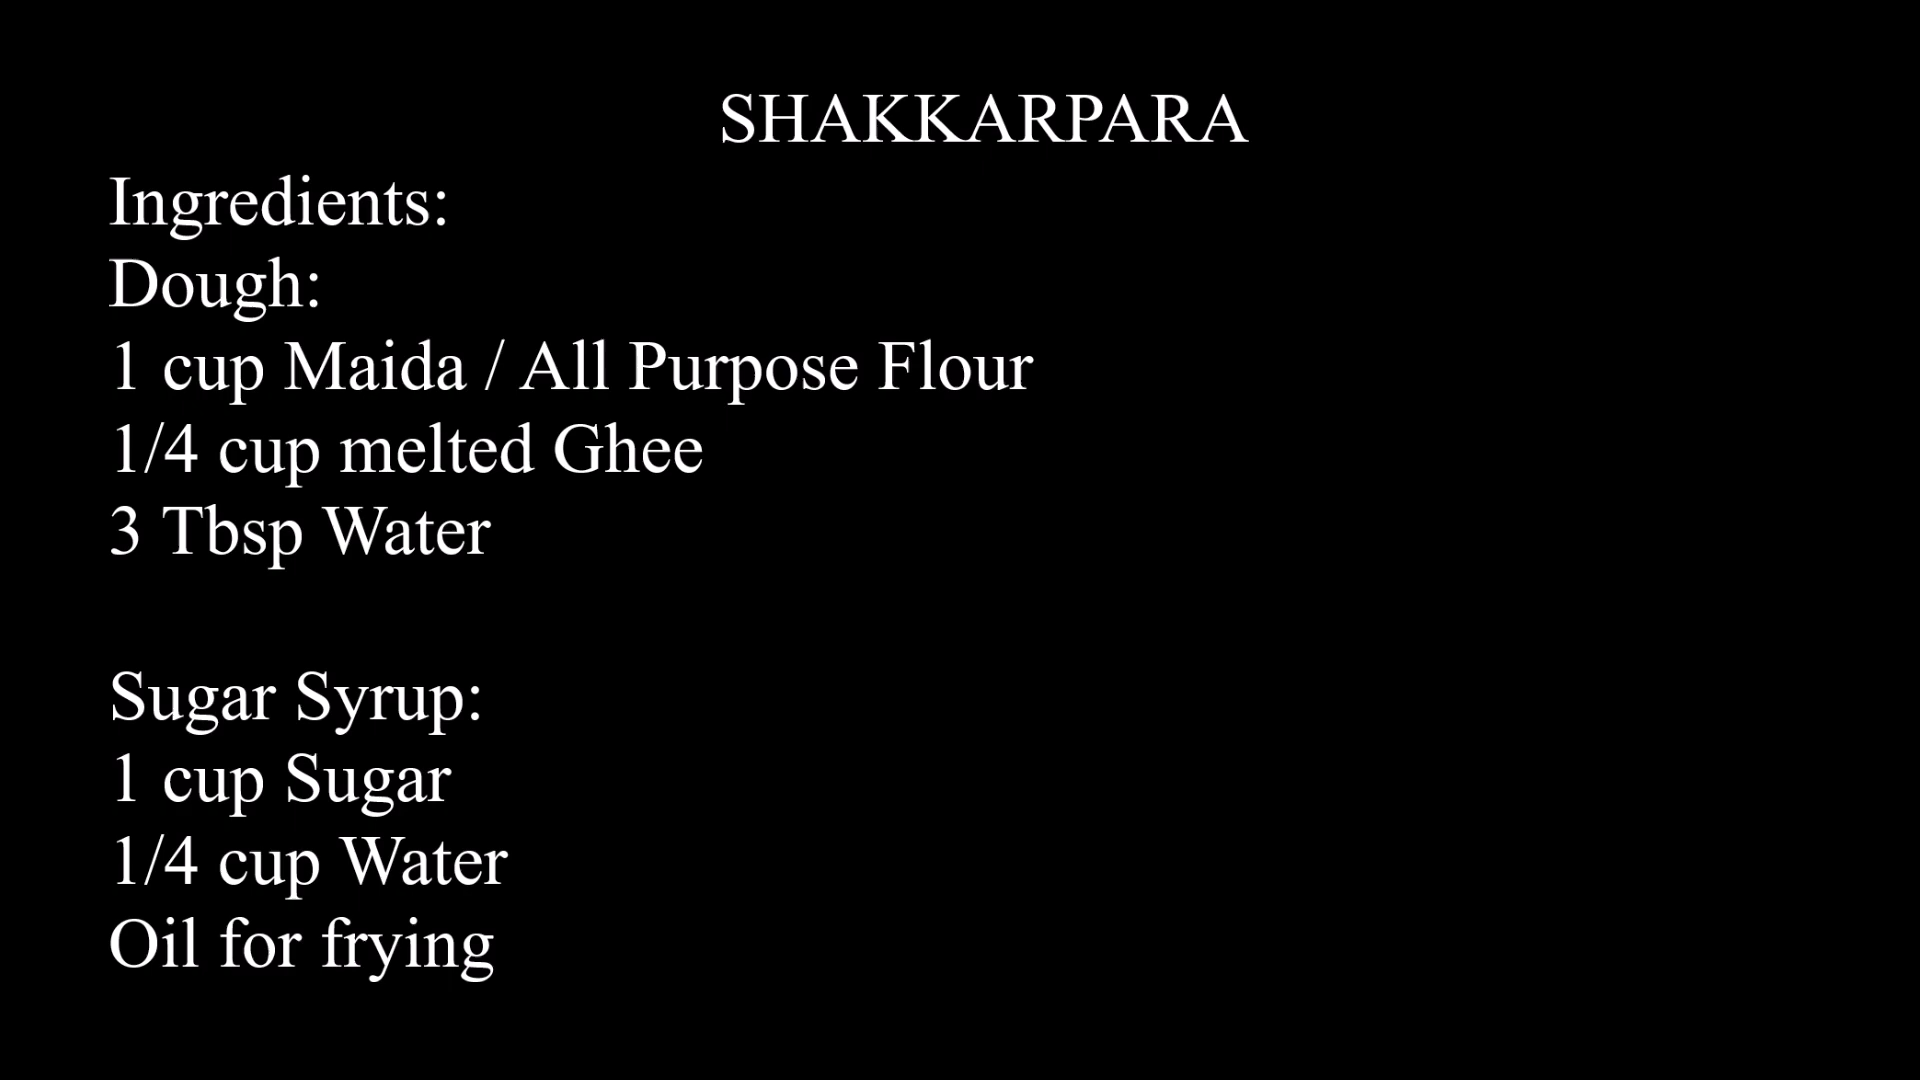 SHAKKARPARA
Ingredients:
Dough:
1 cup Maida / All Purpose Flour
1/4 cup melted Ghee
3 Tbsp Water
Sugar Syrup:
1 cup Sugar
1/4 cup Water
Oil for frying